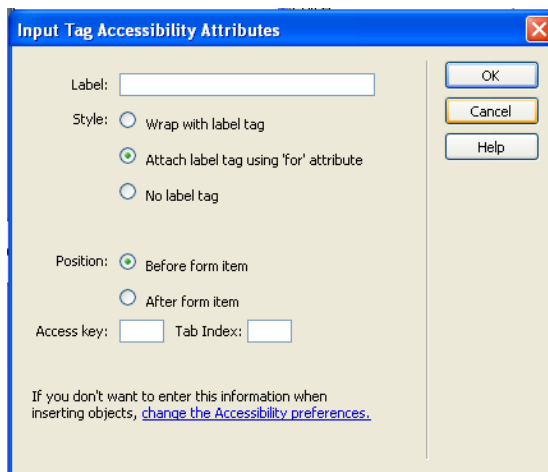 Input Tag Accessibility Attributes
Label:
OK
Style:
Wrap with label tag
Cancel
Attach label tag using 'for' attribute
Help
No label tag
Position:
Before form item
After form item
Access key:
Tab Index:
If you don't want to enter this information when
inserting objects, change the Accessibility preferences.